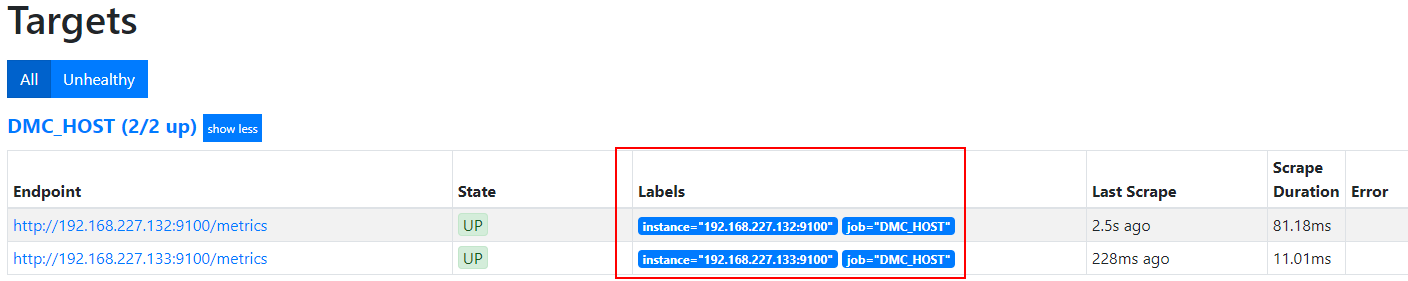 Targets
All Unhealthy
DMC_HOST (2/2 up) show less
Endpoint State Labels Last Scrape Scrape Duration Error
http://192.168.227.132:9100/metrics UP instance="192.168.227.132:9100" job="DMC_HOST" 2.5s ago 81.18ms
http://192.168.227.133:9100/metrics UP instance="192.168.227.133:9100" job="DMC_HOST" 228ms ago 11.01ms